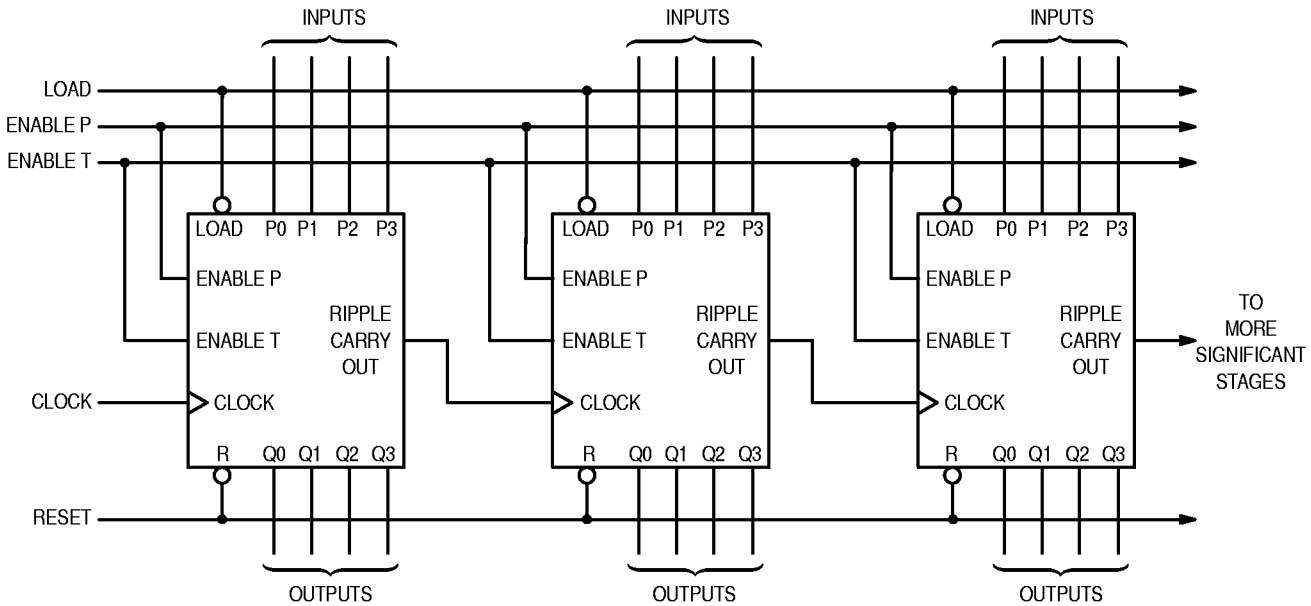 INPUTS INPUTS INPUTS
LOAD
ENABLE P
ENABLE T
LOAD P0 P1 P2 P3 LOAD P0 P1 P2 P3 LOAD P0 P1 P2 P3
ENABLE P ENABLE P ENABLE P
RIPPLE RIPPLE RIPPLE
ENABLE T CARRY ENABLE T CARRY ENABLE T CARRY
OUT OUT OUT
TO
MORE
SIGNIFICANT
STAGES
CLOCK CLOCK CLOCK CLOCK
R Q0 Q1 Q2 Q3 R Q0 Q1 Q2 Q3 R Q0 Q1 Q2 Q3
RESET
OUTPUTS OUTPUTS OUTPUTS